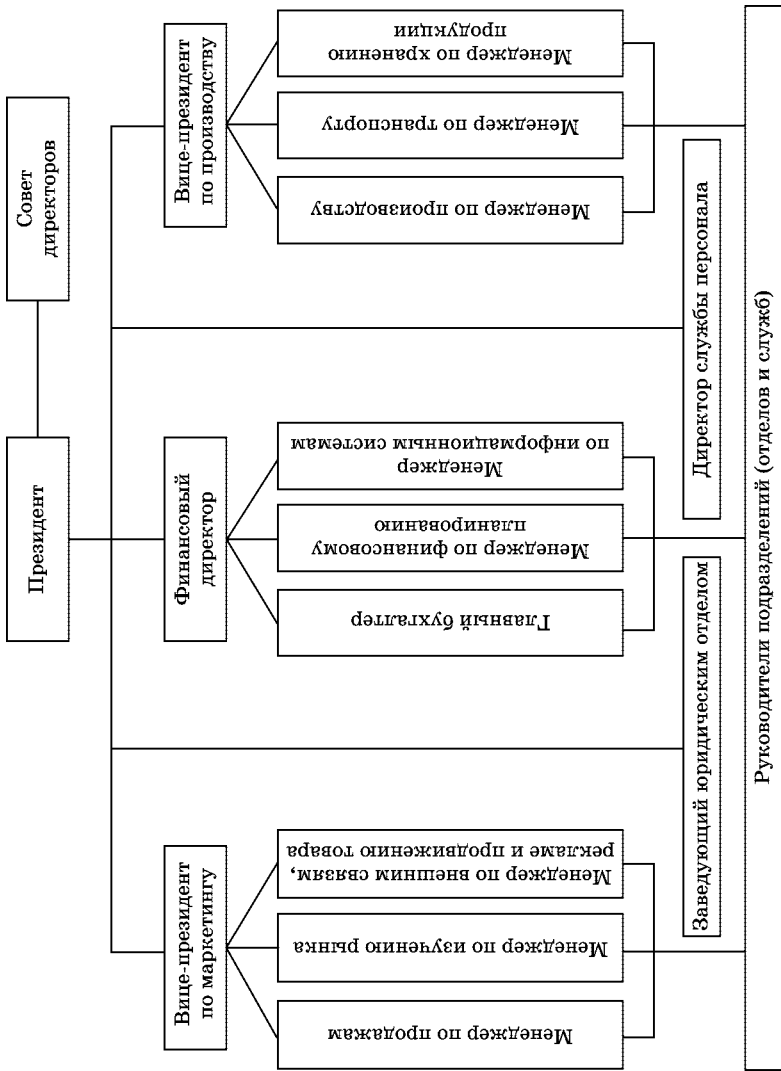 Президент
Совет
директоров
Вице-президент
по маркетингу
Финансовый
директор
Вице-президент
по производству
Менеджер по продажам
Менеджер по изучению рынка
Менеджер по внешним связям,
рекламе и продвижению товара
Главный бухгалтер
Менеджер по финансовому
планированию
Менеджер
по информационным системам
Менеджер по производству
Менеджер по транспорту
Менеджер по хранению
продукции
Заведующий юридическим отделом
Директор службы персонала
Руководители подразделений (отделов и служб)